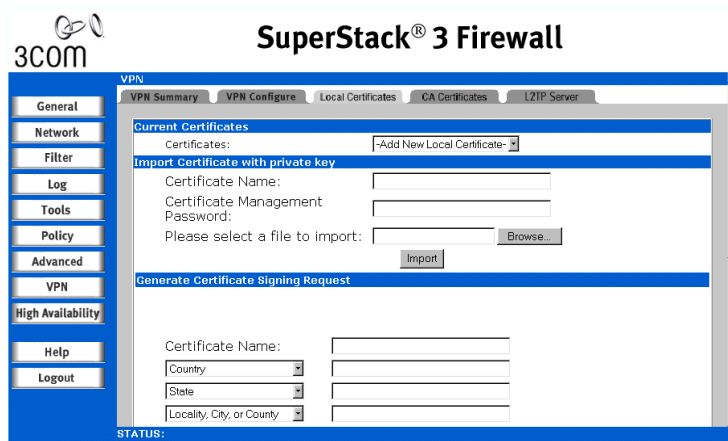 3COM
SuperStack® 3 Firewall
VPN
VPN Summary VPN Configure Local Certificates CA Certificates L2TP Server
General
Network
Filter
Log
Tools
Policy
Advanced
VPN
High Availability
Help
Logout
Current Certificates
Certificates: -Add New Local Certificate-
Import Certificate with private key
Certificate Name:
Certificate Management
Password:
Please select a file to import: Browse...
Import
Generate Certificate Signing Request
Certificate Name:
Country
State
Locality, City, or County
STATUS: